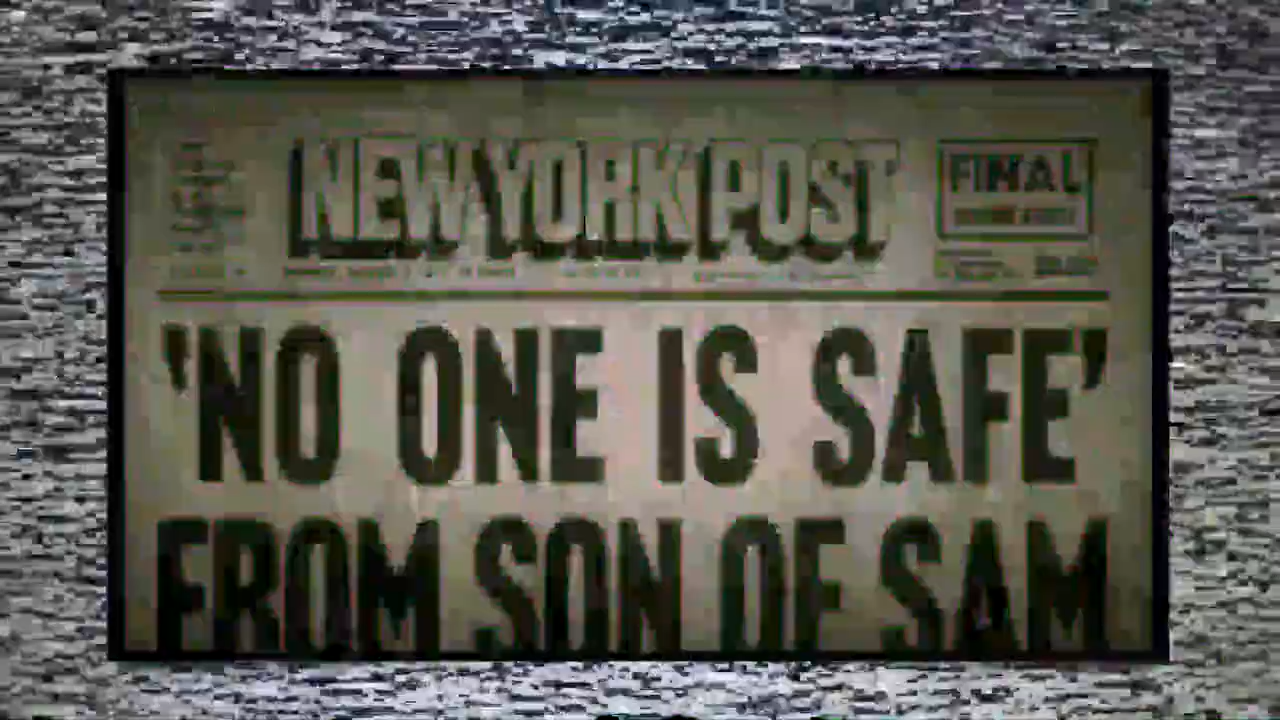 NEW YORK POST
FINAL
'NO ONE IS SAFE'
FROM SON OF SAM